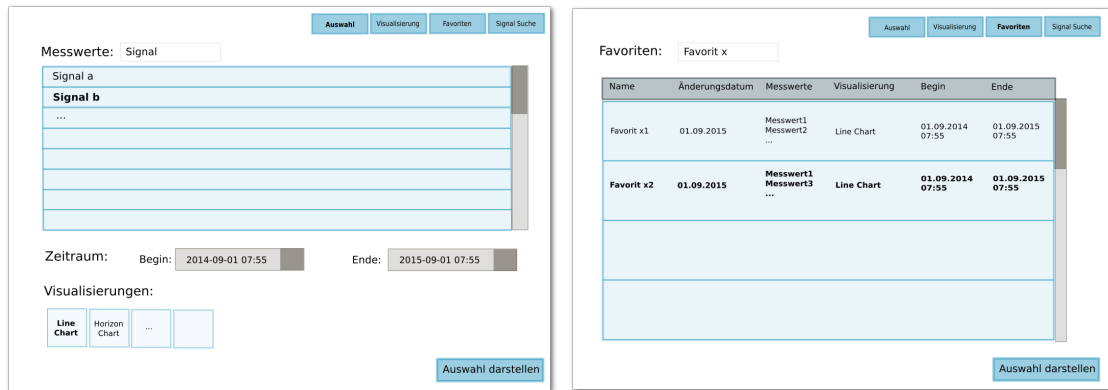 Auswahl Visualisierung Favoriten Signal Suche
Messwerte: Signal
Signal a
Signal b
...
Zeitraum: Begin: 2014-09-01 07:55 Ende: 2015-09-01 07:55
Visualisierungen:
Line Chart Horizon Chart ...
Auswahl darstellen
Auswahl Visualisierung Favoriten Signal Suche
Favoriten: Favorit x
Name Änderungsdatum Messwerte Visualisierung Begin Ende
Favorit x1 01.09.2015 Messwert1 Messwert2 ... Line Chart 01.09.2014 07:55 01.09.2015 07:55
Favorit x2 01.09.2015 Messwert1 Messwert3 ... Line Chart 01.09.2014 07:55 01.09.2015 07:55
Auswahl darstellen